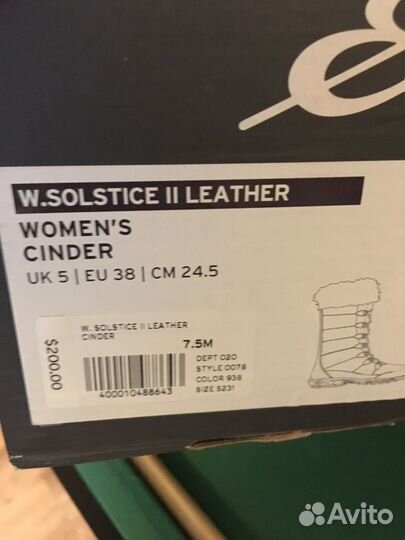 W.SOLSTICE II LEATHER
WOMEN'S
CINDER
UK 5 | EU 38 | CM 24.5
W. SOLSTICE II LEATHER
CINDER
7.5M
$200.00
DEPT 020
STYLE 0078
COLOR 938
SIZE 5231
400010488643
Avito